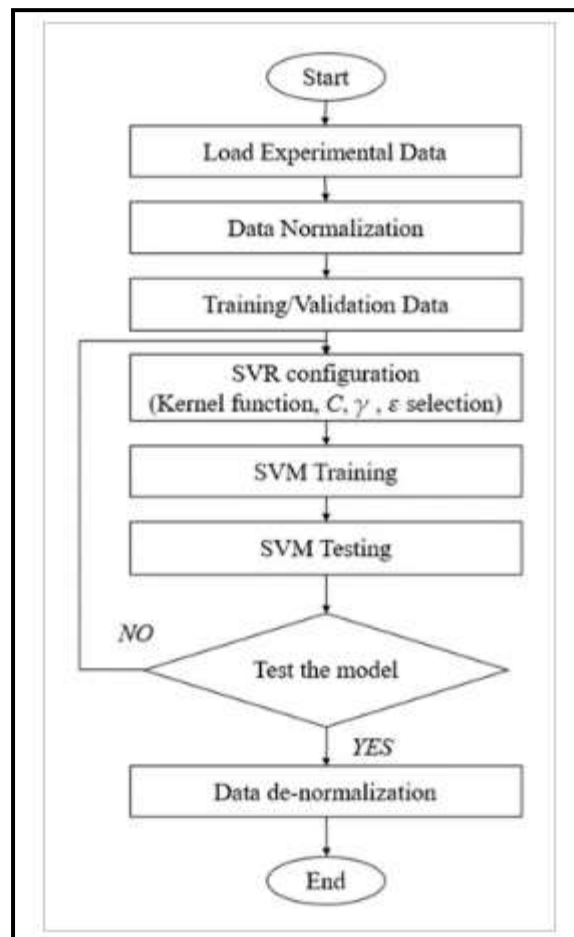 Start
Load Experimental Data
Data Normalization
Training/Validation Data
SVR configuration
(Kernel function, C, γ , ε selection)
SVM Training
SVM Testing
NO
Test the model
YES
Data de-normalization
End